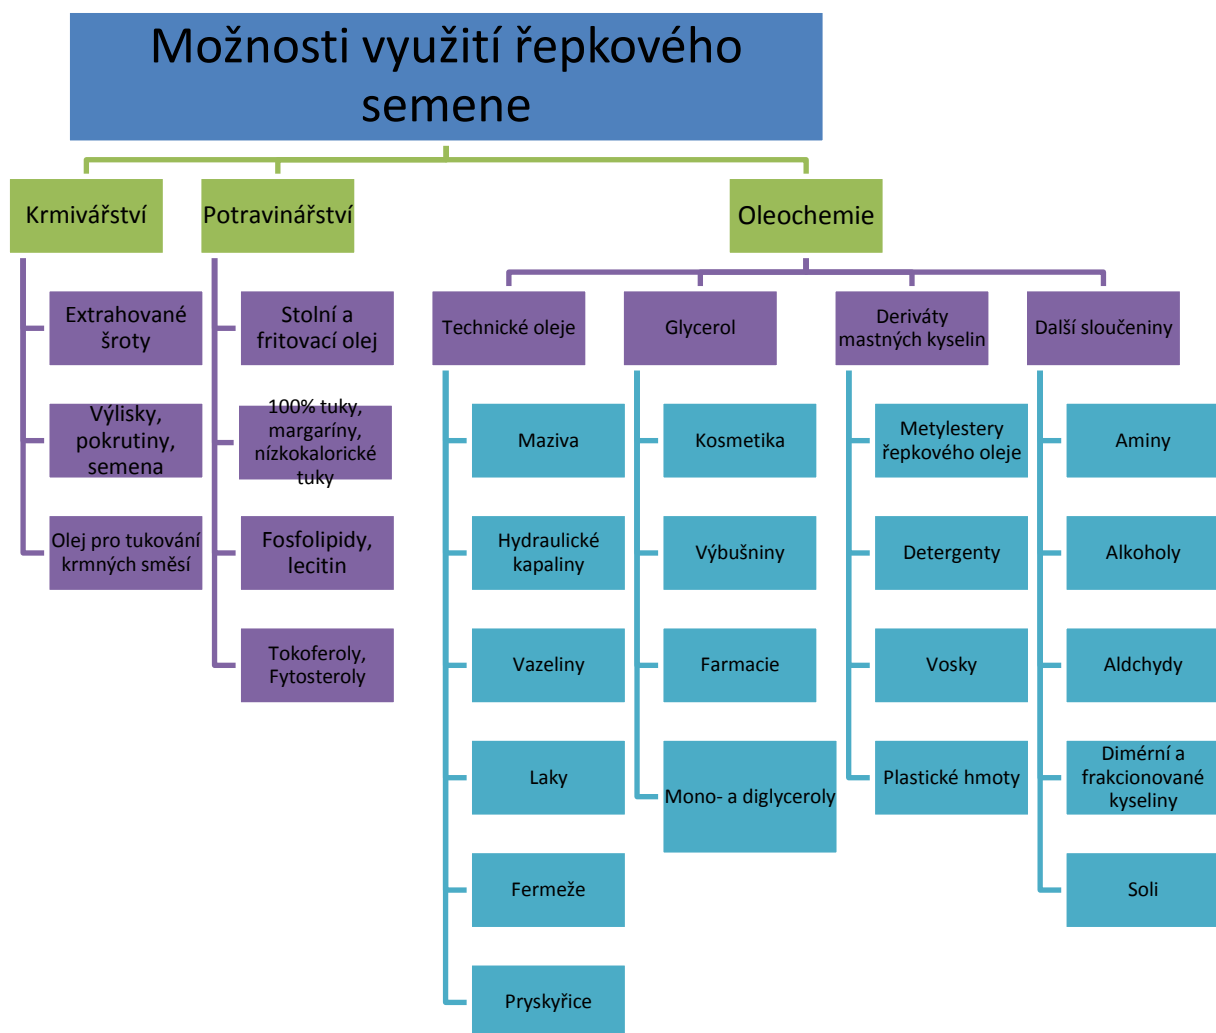 Možnosti využití řepkového
semene
Krmivářství
Potravinářství
Oleochemie
Extrahované
šroty
Výlisky,
pokrutiny,
semena
Olej pro tukování
krmných směsí
Stolní a
fritovací olej
100% tuky,
margaríny,
nízkokalorické
tuky
Fosfolipidy,
lecitin
Tokoferoly,
Fytosteroly
Technické oleje
Maziva
Hydraulické
kapaliny
Vazeliny
Laky
Fermeže
Pryskyřice
Glycerol
Kosmetika
Výbušniny
Farmacie
Mono- a diglyceroly
Deriváty
mastných kyselin
Metylestery
řepkového oleje
Detergenty
Vosky
Plastické hmoty
Další sloučeniny
Aminy
Alkoholy
Aldchydy
Dimérní a
frakcionované
kyseliny
Soli